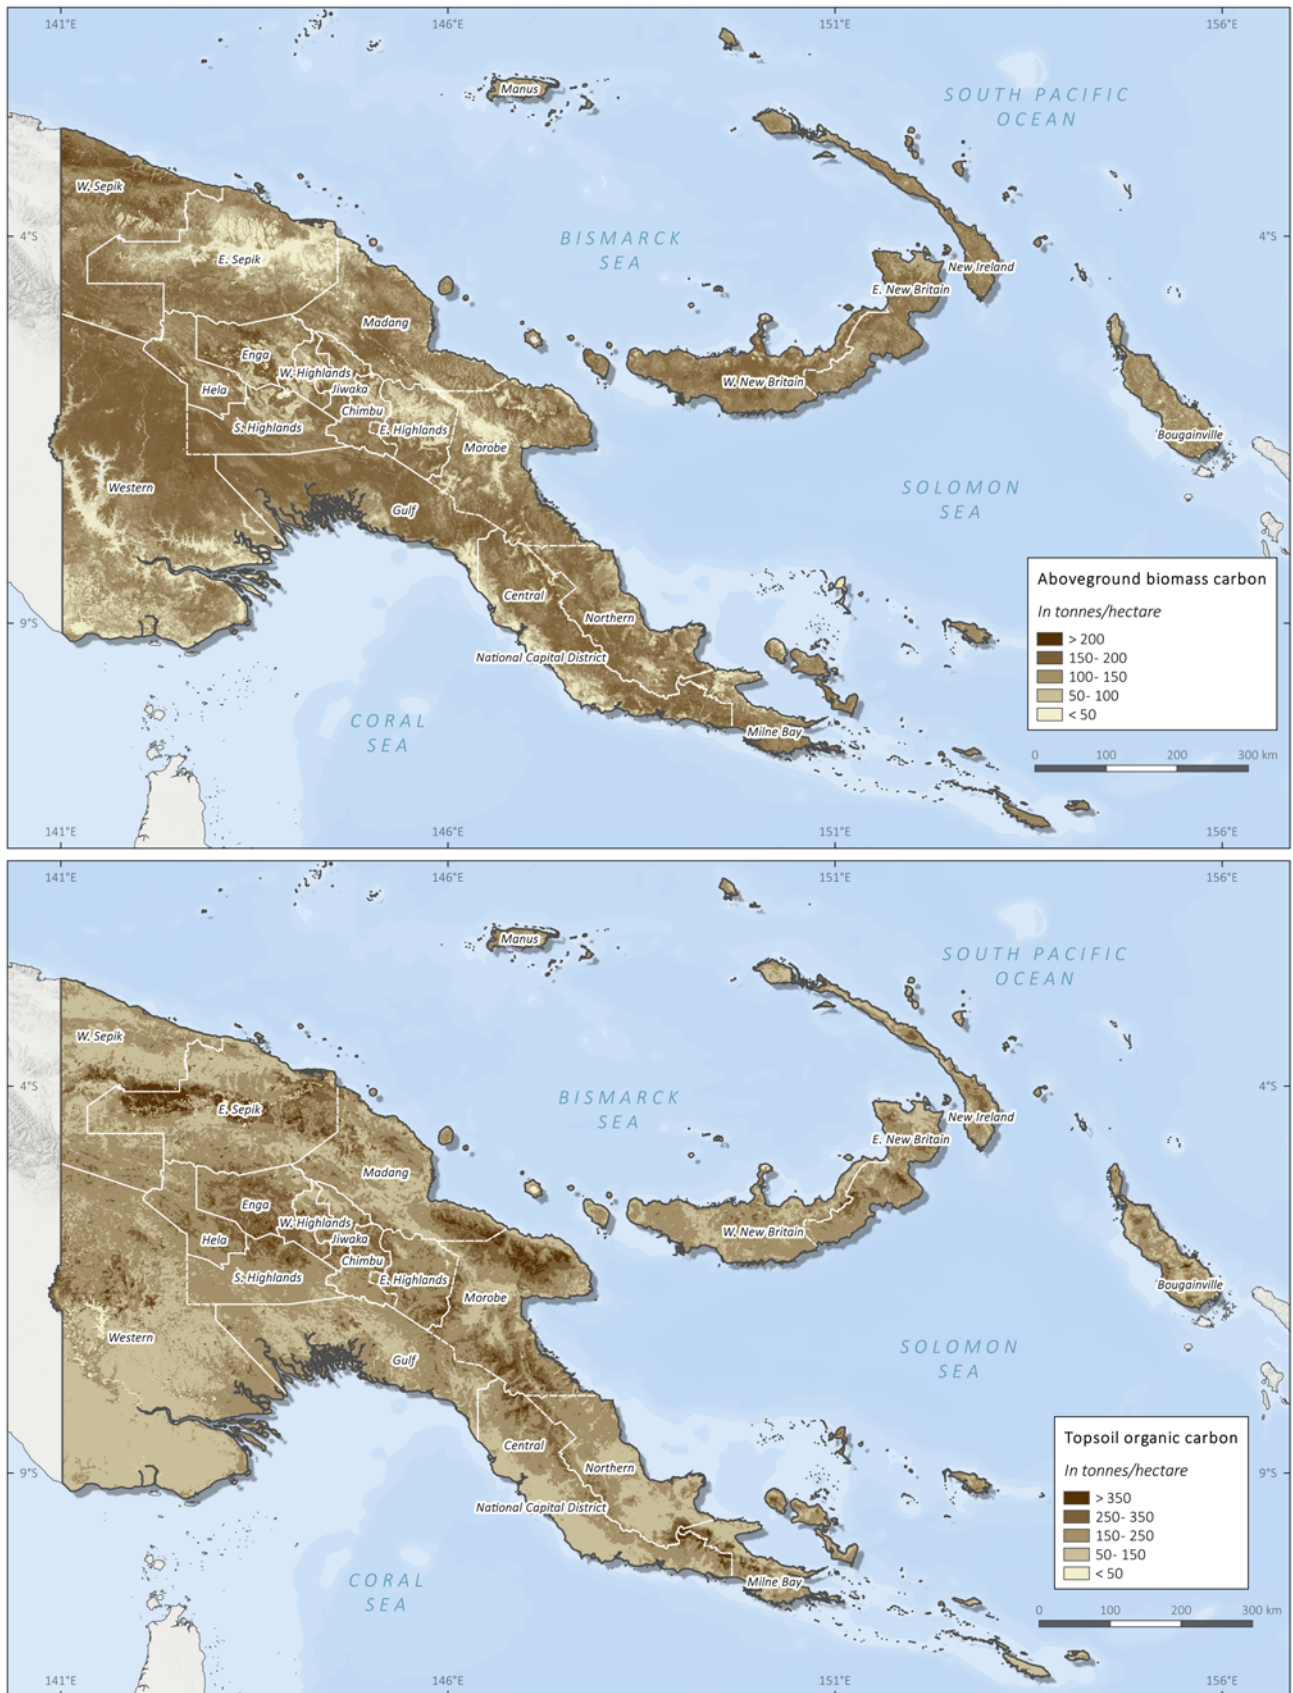 141°E 146°E 151°E 156°E
Manus
SOUTH PACIFIC
OCEAN
W. Sepik
4°S 4°S
BISMARCK
SEA
E. Sepik
New Ireland
E. New Britain
Madang
Enga
W. Highlands
Hela
Jiwaka
W. New Britain
Chimbu
S. Highlands
E. Highlands
Bougainville
Morobe
Western
SOLOMON
SEA
Gulf
Aboveground biomass carbon
Central
In tonnes/hectare
Northern
9°S
> 200
150- 200
National Capital District
100- 150
50- 100
< 50
CORAL
SEA
Milne Bay
0 100 200 300 km
141°E 146°E 151°E 156°E
141°E 146°E 151°E 156°E
Manus
SOUTH PACIFIC
OCEAN
W. Sepik
4°S 4°S
BISMARCK
SEA
E. Sepik
New Ireland
E. New Britain
Madang
Enga
W. Highlands
Hela
Jiwaka
W. New Britain
Chimbu
S. Highlands
E. Highlands
Bougainville
Morobe
Western
SOLOMON
SEA
Gulf
Topsoil organic carbon
Central
In tonnes/hectare
Northern
9°S 9°S
> 350
National Capital District
250- 350
150- 250
50- 150
< 50
CORAL
SEA
Milne Bay
0 100 200 300 km
141°E 146°E 151°E 156°E